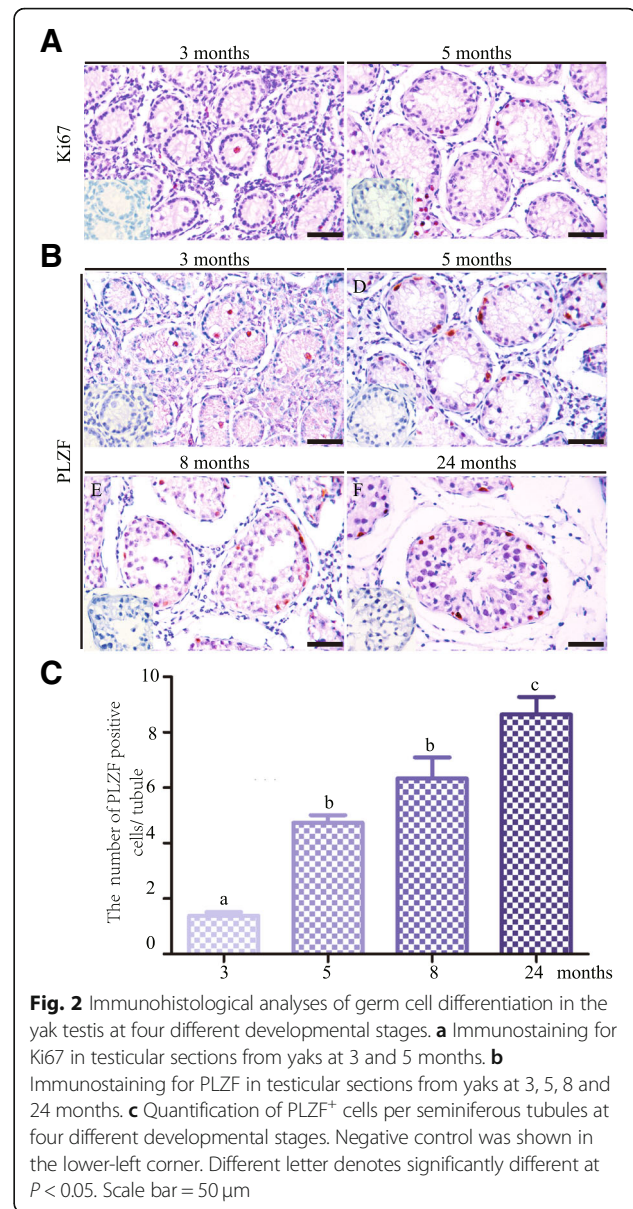 A
3 months
5 months
Ki67
B
3 months
5 months
D
PLZF
8 months
24 months
E
F
C
The number of PLZF positive
cells/ tubule
10
8
6
4
2
0
a
b
b
c
3
5
8
24
months
Fig. 2 Immunohistological analyses of germ cell differentiation in the
yak testis at four different developmental stages. a Immunostaining for
Ki67 in testicular sections from yaks at 3 and 5 months. b
Immunostaining for PLZF in testicular sections from yaks at 3, 5, 8 and
24 months. c Quantification of PLZF⁺ cells per seminiferous tubules at
four different developmental stages. Negative control was shown in
the lower-left corner. Different letter denotes significantly different at
P < 0.05. Scale bar = 50 μm